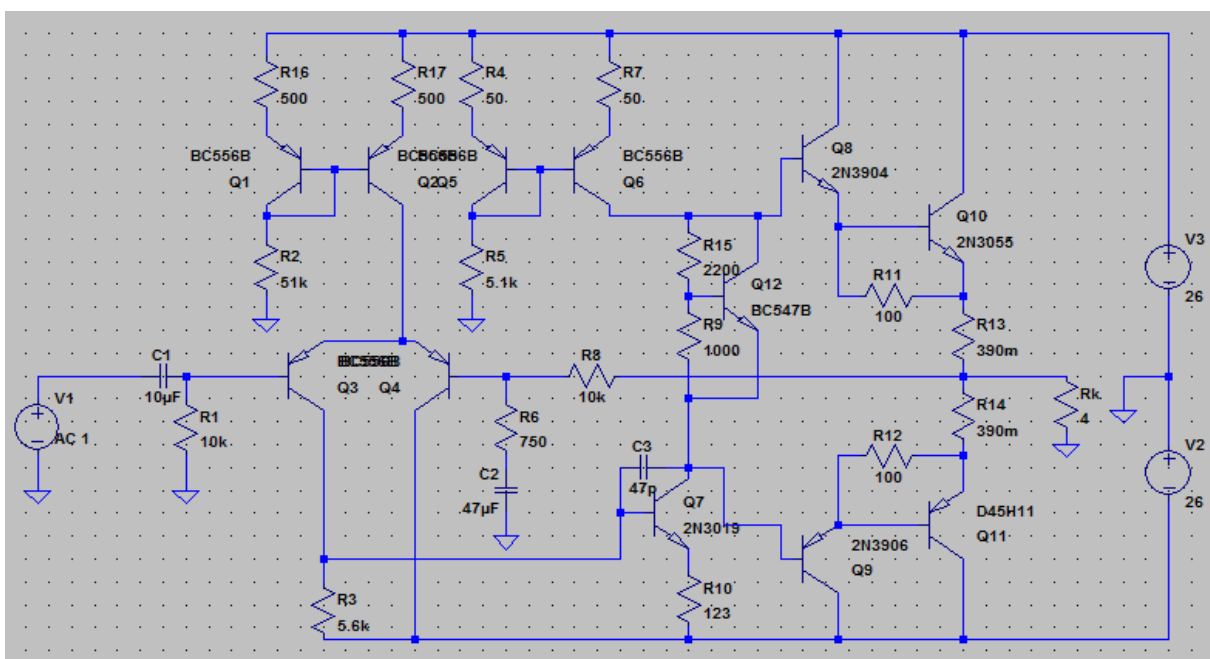 R16
500
R17
500
R4
50
R7
50
BC556B
Q1
Q2
Q5
BC556B
Q6
Q8
2N3904
Q10
2N3055
V3
26
R2
51k
R5
5.1k
R15
2200
Q12
BC547B
R9
1000
R11
100
R13
390m
C1
10µF
V1
AC 1
R1
10k
Q3
Q4
R8
10k
R6
750
C2
47µF
C3
47p
Q7
2N3019
R10
123
R12
100
R14
390m
Rk
4
V2
26
D45H11
Q11
2N3906
Q9
R3
5.6k